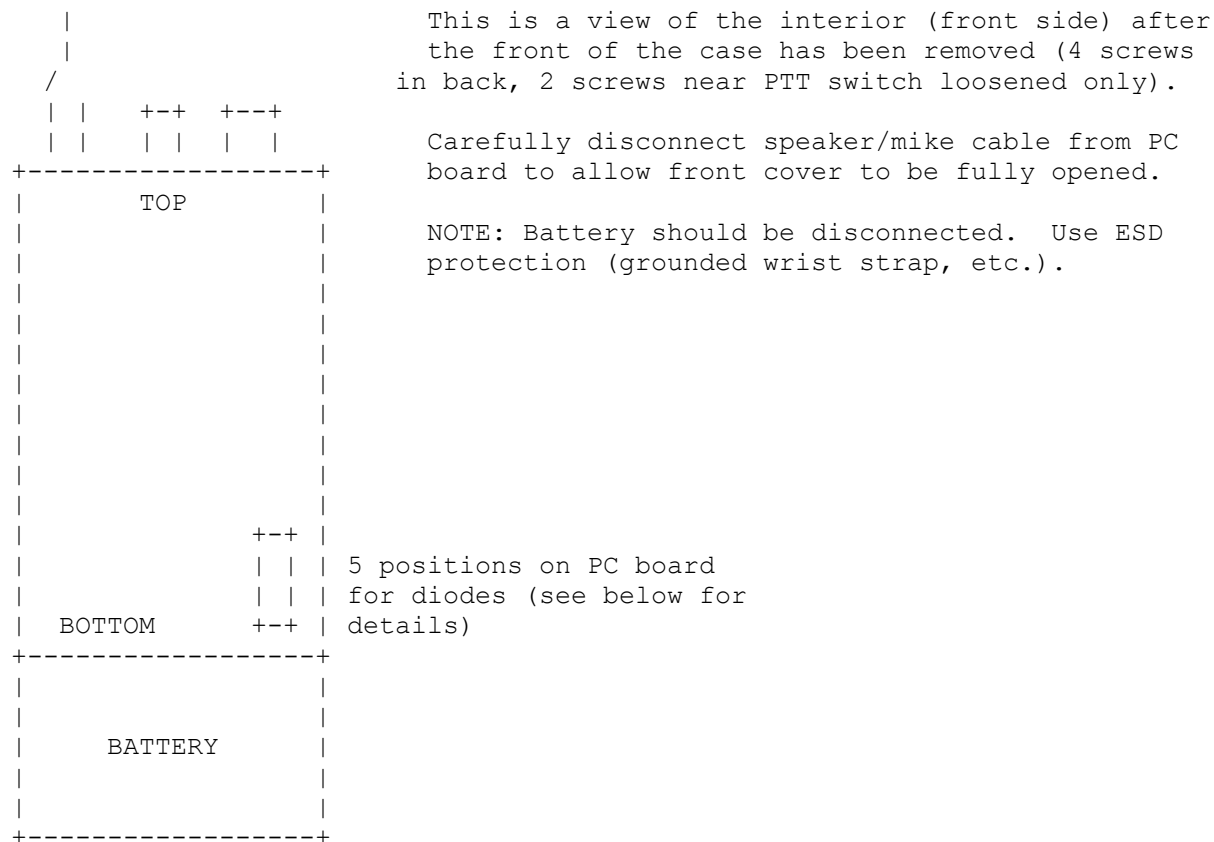 This is a view of the interior (front side) after
the front of the case has been removed (4 screws
in back, 2 screws near PTT switch loosened only).
Carefully disconnect speaker/mike cable from PC
board to allow front cover to be fully opened.
TOP
NOTE: Battery should be disconnected.  Use ESD
protection (grounded wrist strap, etc.).
5 positions on PC board
for diodes (see below for
BOTTOM details)
BATTERY